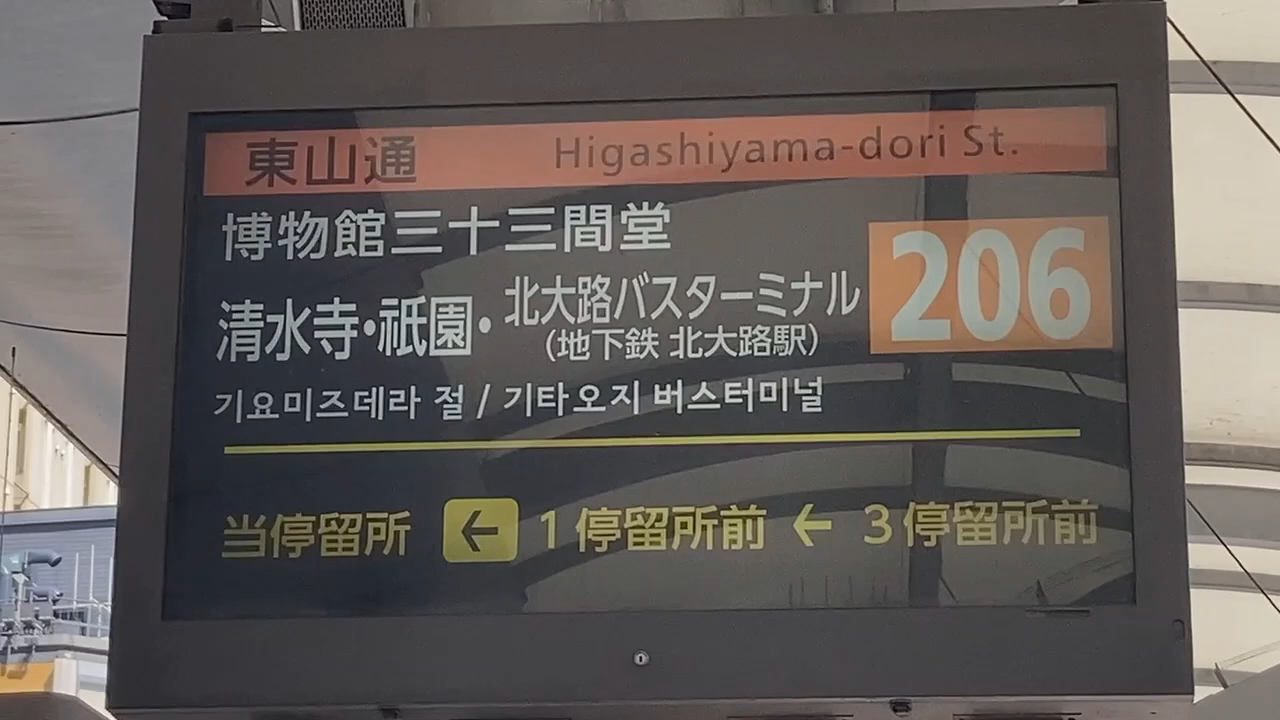 東山通 Higashiyama-dori St.
博物館三十三間堂
清水寺・祇園・北大路バスターミナル
(地下鉄 北大路駅)
206
기요미즈데라 절 / 기타오지 버스터미널
当停留所 ← 1停留所前 ← 3停留所前